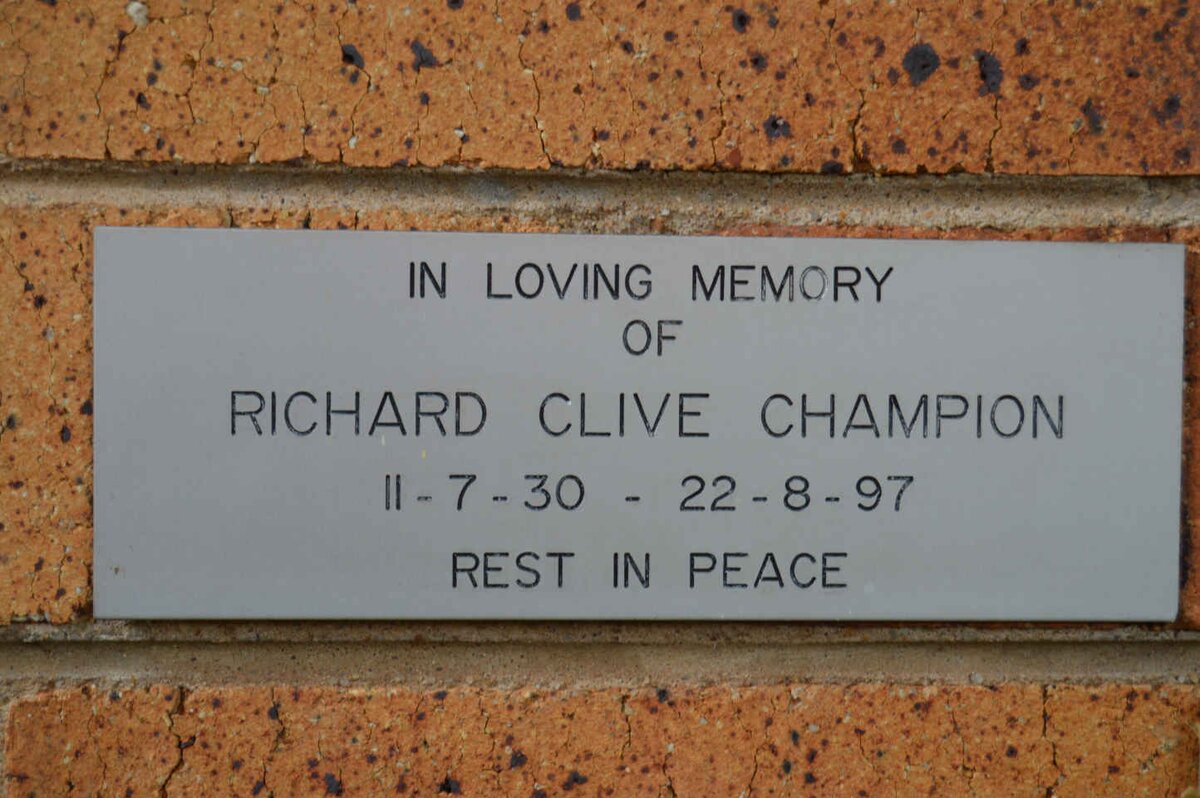 IN LOVING MEMORY
OF
RICHARD CLIVE CHAMPION
11-7-30 - 22-8-97
REST IN PEACE